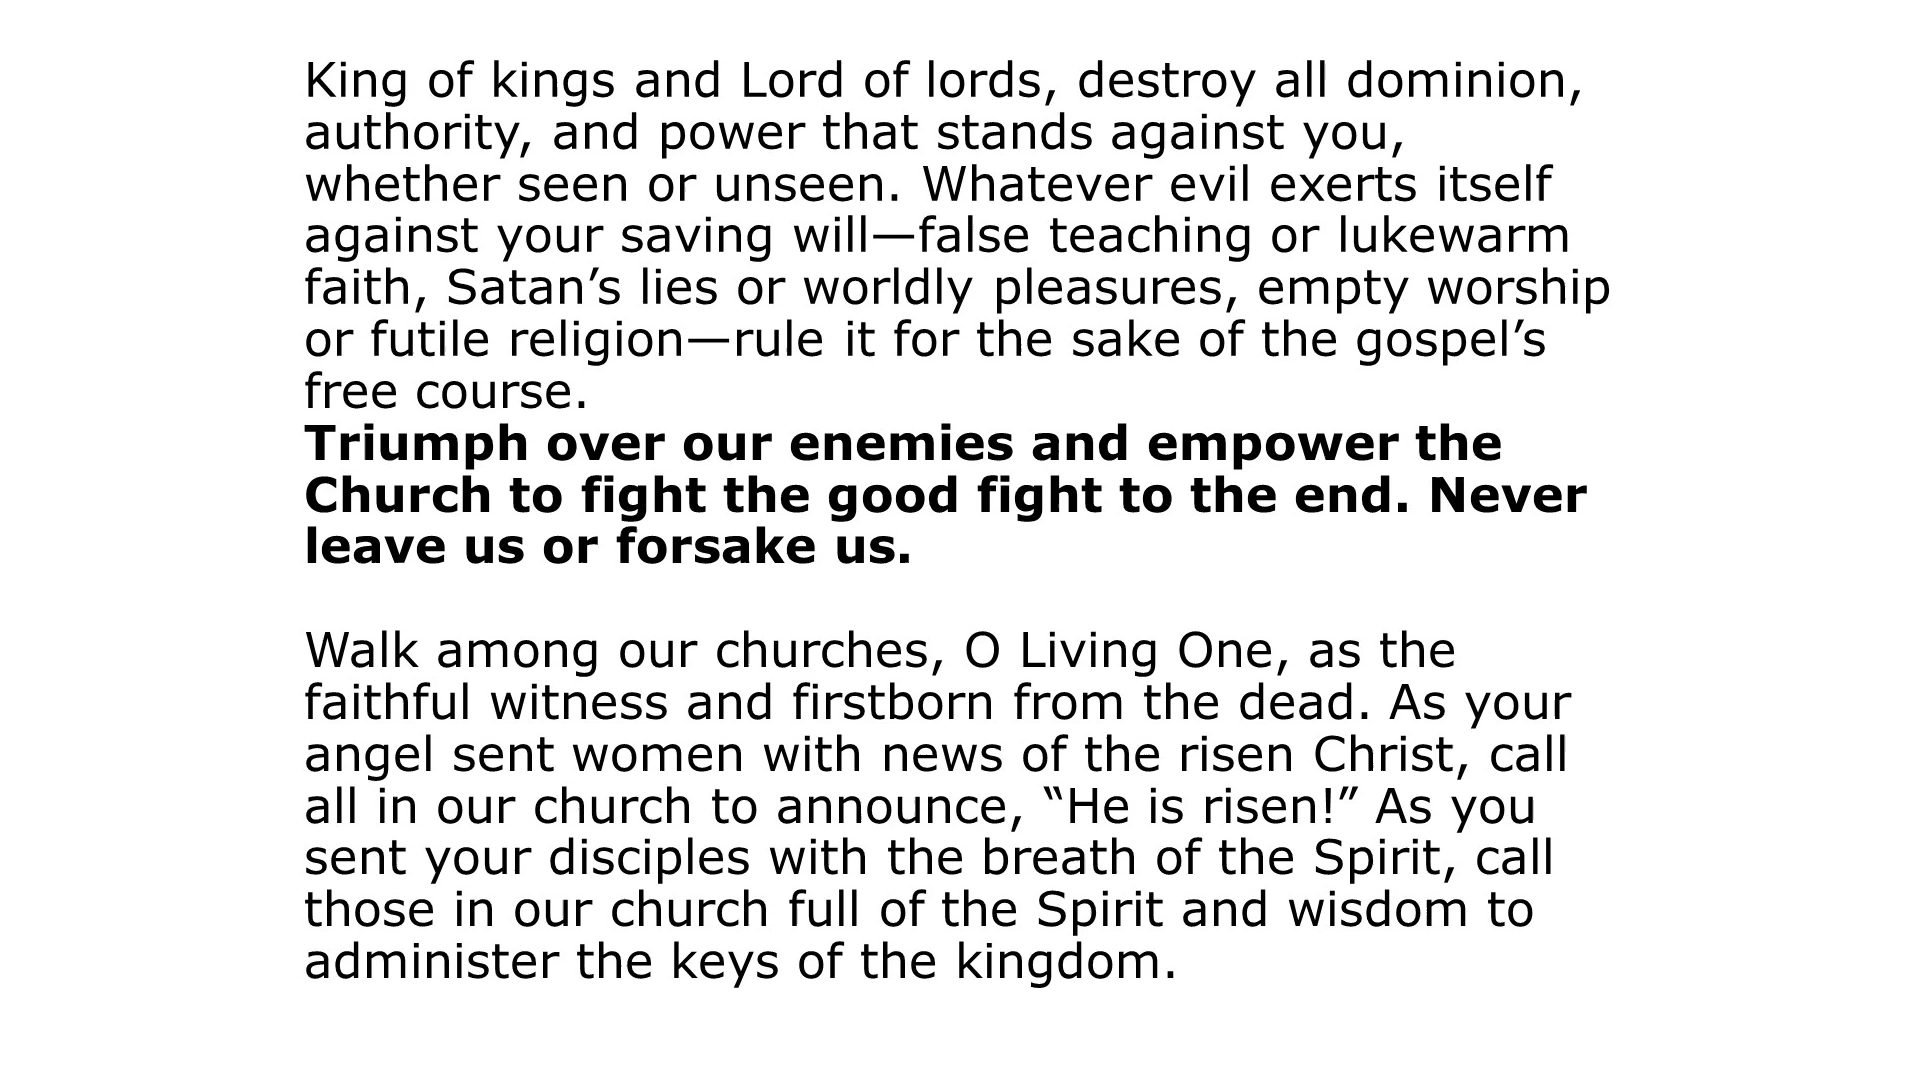 King of kings and Lord of lords, destroy all dominion,
authority, and power that stands against you,
whether seen or unseen. Whatever evil exerts itself
against your saving will—false teaching or lukewarm
faith, Satan’s lies or worldly pleasures, empty worship
or futile religion—rule it for the sake of the gospel’s
free course.
Triumph over our enemies and empower the
Church to fight the good fight to the end. Never
leave us or forsake us.
Walk among our churches, O Living One, as the
faithful witness and firstborn from the dead. As your
angel sent women with news of the risen Christ, call
all in our church to announce, “He is risen!” As you
sent your disciples with the breath of the Spirit, call
those in our church full of the Spirit and wisdom to
administer the keys of the kingdom.